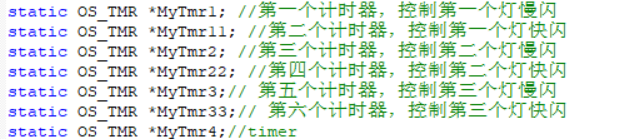 static OS_TMR *MyTmr1; //第一个计时器，控制第一个灯慢闪
static OS_TMR *MyTmr11; //第二个计时器，控制第一个灯快闪
static OS_TMR *MyTmr2; //第三个计时器，控制第二个灯慢闪
static OS_TMR *MyTmr22; //第四个计时器，控制第二个灯快闪
static OS_TMR *MyTmr3;// 第五个计时器，控制第三个灯慢闪
static OS_TMR *MyTmr33;// 第六个计时器，控制第三个灯快闪
static OS_TMR *MyTmr4;//timer